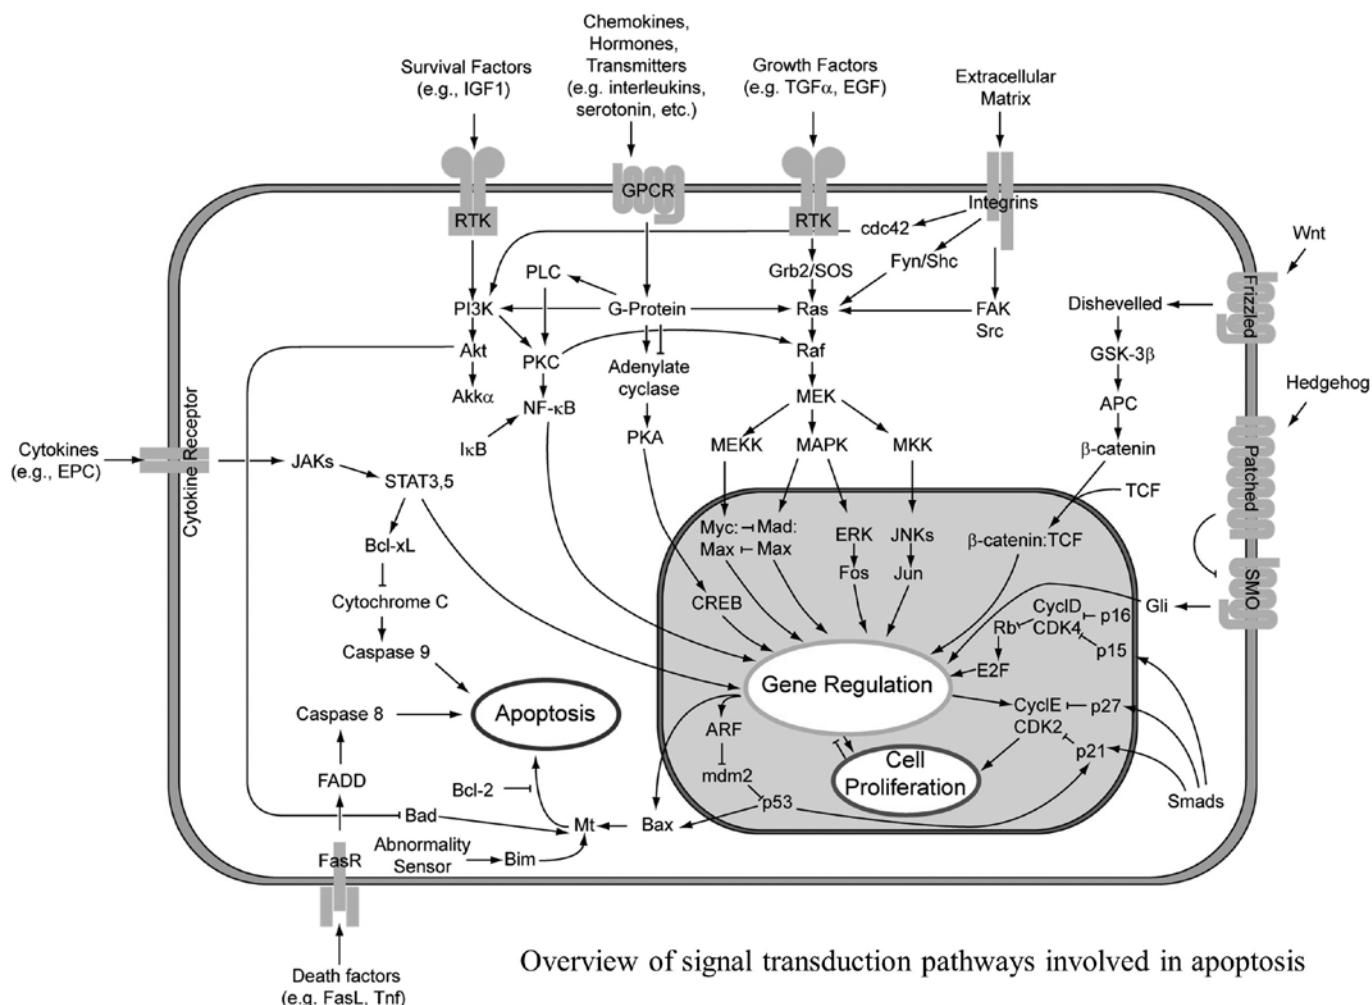 Chemokines,
Hormones,
Transmitters
(e.g. interleukins,
serotonin, etc.)
Survival Factors
(e.g., IGF1)
Growth Factors
(e.g. TGFα, EGF)
Extracellular
Matrix
GPCR
RTK
RTK
Integrins
cdc42
Wnt
PLC
Grb2/SOS
Fyn/Shc
Frizzled
PI3K
G-Protein
Ras
FAK
Src
Dishevelled
Akt
PKC
Adenylate
cyclase
Raf
GSK-3β
Hedgehog
Akkα
NF-κB
MEK
APC
IκB
PKA
MEKK
MAPK
MKK
β-catenin
Patched
Cytokines
(e.g., EPC)
Cytokine Receptor
JAKs
STAT3,5
TCF
Myc:
Max
Mad:
Max
ERK
JNKs
β-catenin:TCF
Bcl-xL
Fos
Jun
SMO
Cytochrome C
CREB
Gli
CyclD
CDK4
p16
Rb
p15
Caspase 9
E2F
Gene Regulation
Caspase 8
Apoptosis
CyclE
CDK2
p27
ARF
p21
FADD
mdm2
Cell
Proliferation
Bcl-2
p53
Smads
Bad
Mt
Bax
Abnormality
Sensor
Bim
FasR
Death factors
(e.g. FasL, Tnf)
Overview of signal transduction pathways involved in apoptosis